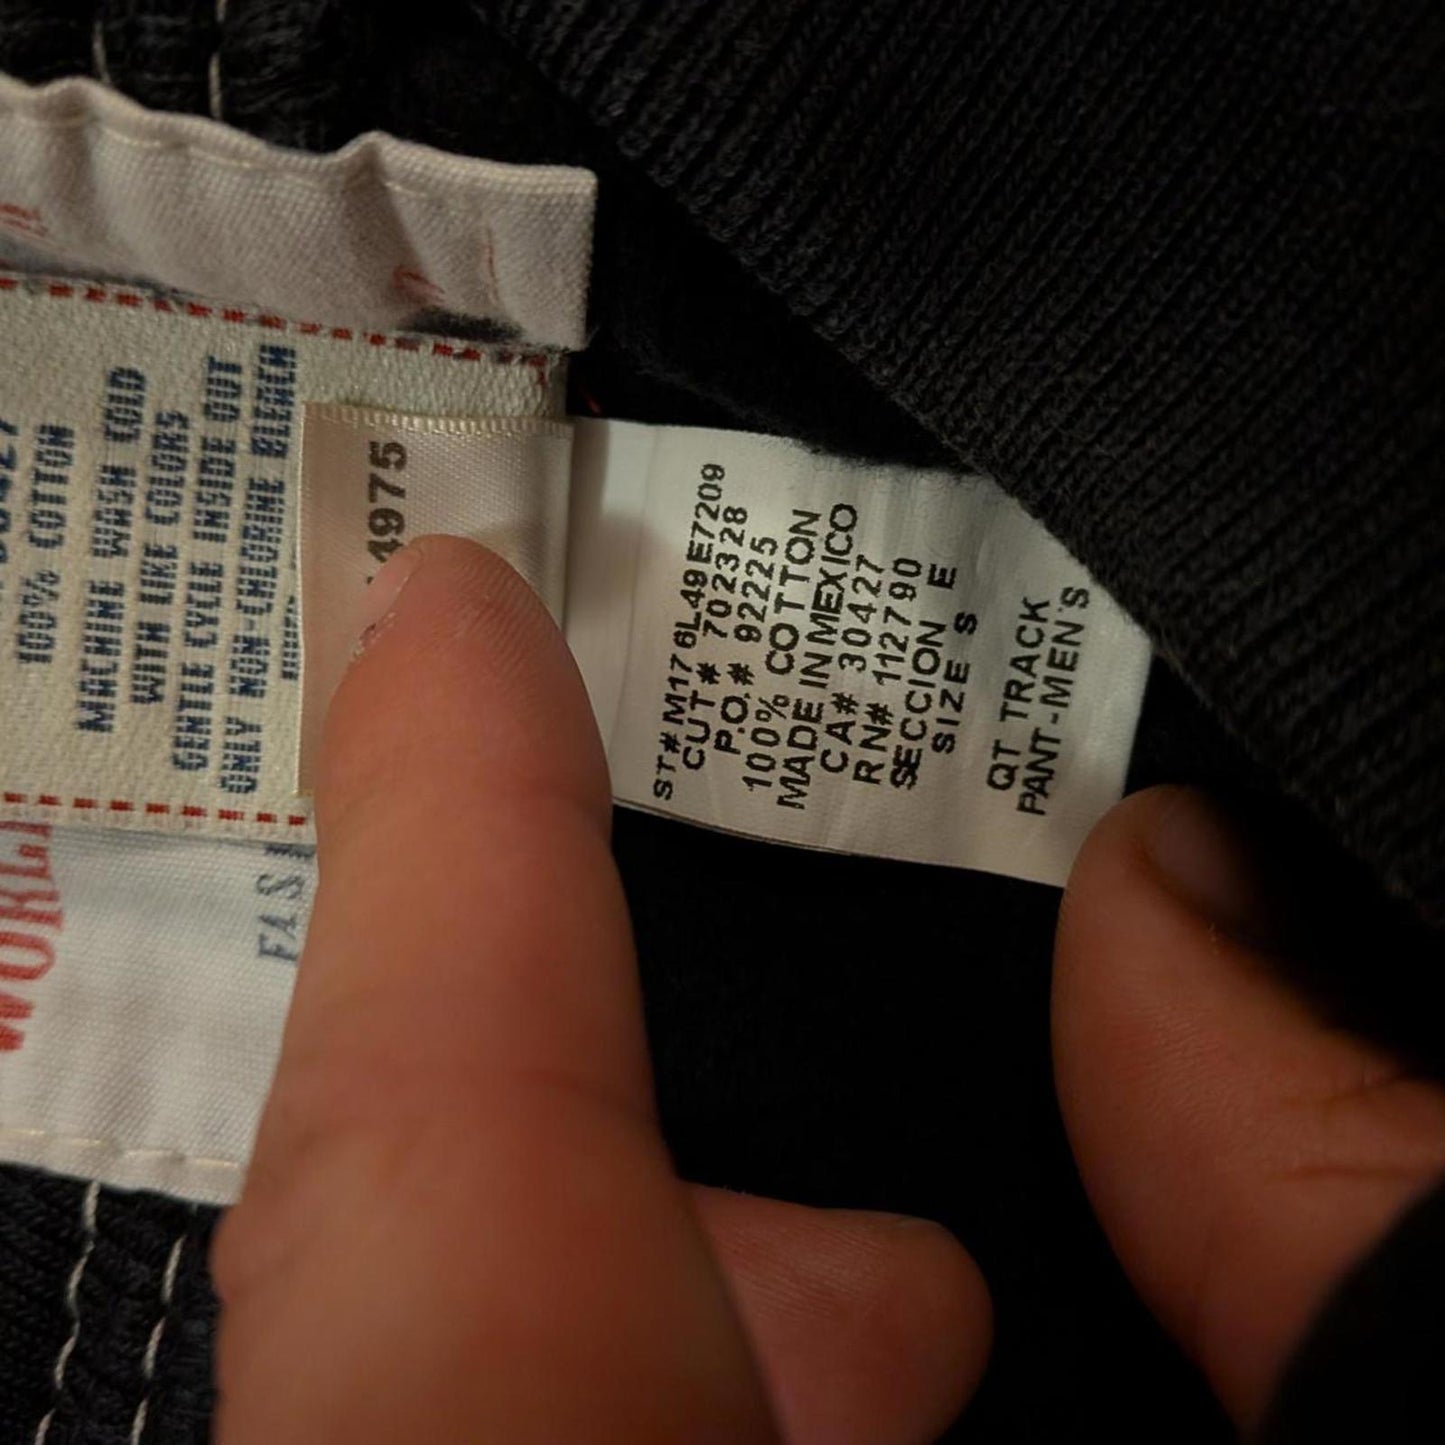 100% COTTON
MACHINE WASH COLD
WITH LIKE COLORS
GENTLE CYCLE INSIDE OUT
ONLY NON-CHLORINE BLEACH
4975
ST#M176L49E7209
CUT# 702328
P.O.# 92225
100% COTTON
MADE IN MEXICO
CA# 30427
RN# 112790
SECCION E
SIZE S
QT TRACK
PANT-MEN'S